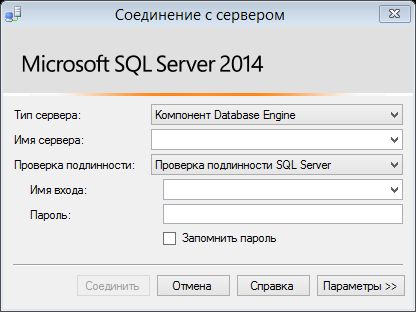 Соединение с сервером
Microsoft SQL Server 2014
Тип сервера: Компонент Database Engine
Имя сервера:
Проверка подлинности: Проверка подлинности SQL Server
Имя входа:
Пароль:
Запомнить пароль
Соединить Отмена Справка Параметры >>